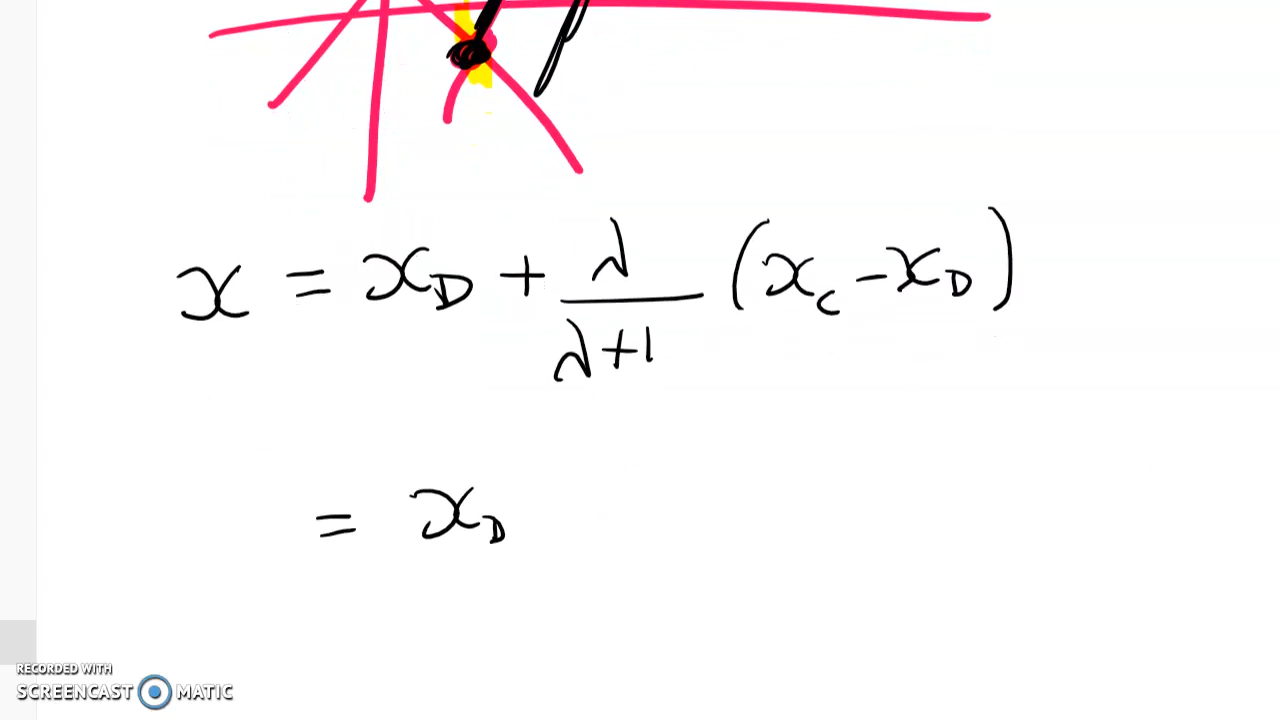 x = x_D + λ/(λ+1) (x_C − x_D)
= x_D
RECORDED WITH
SCREENCAST MATIC